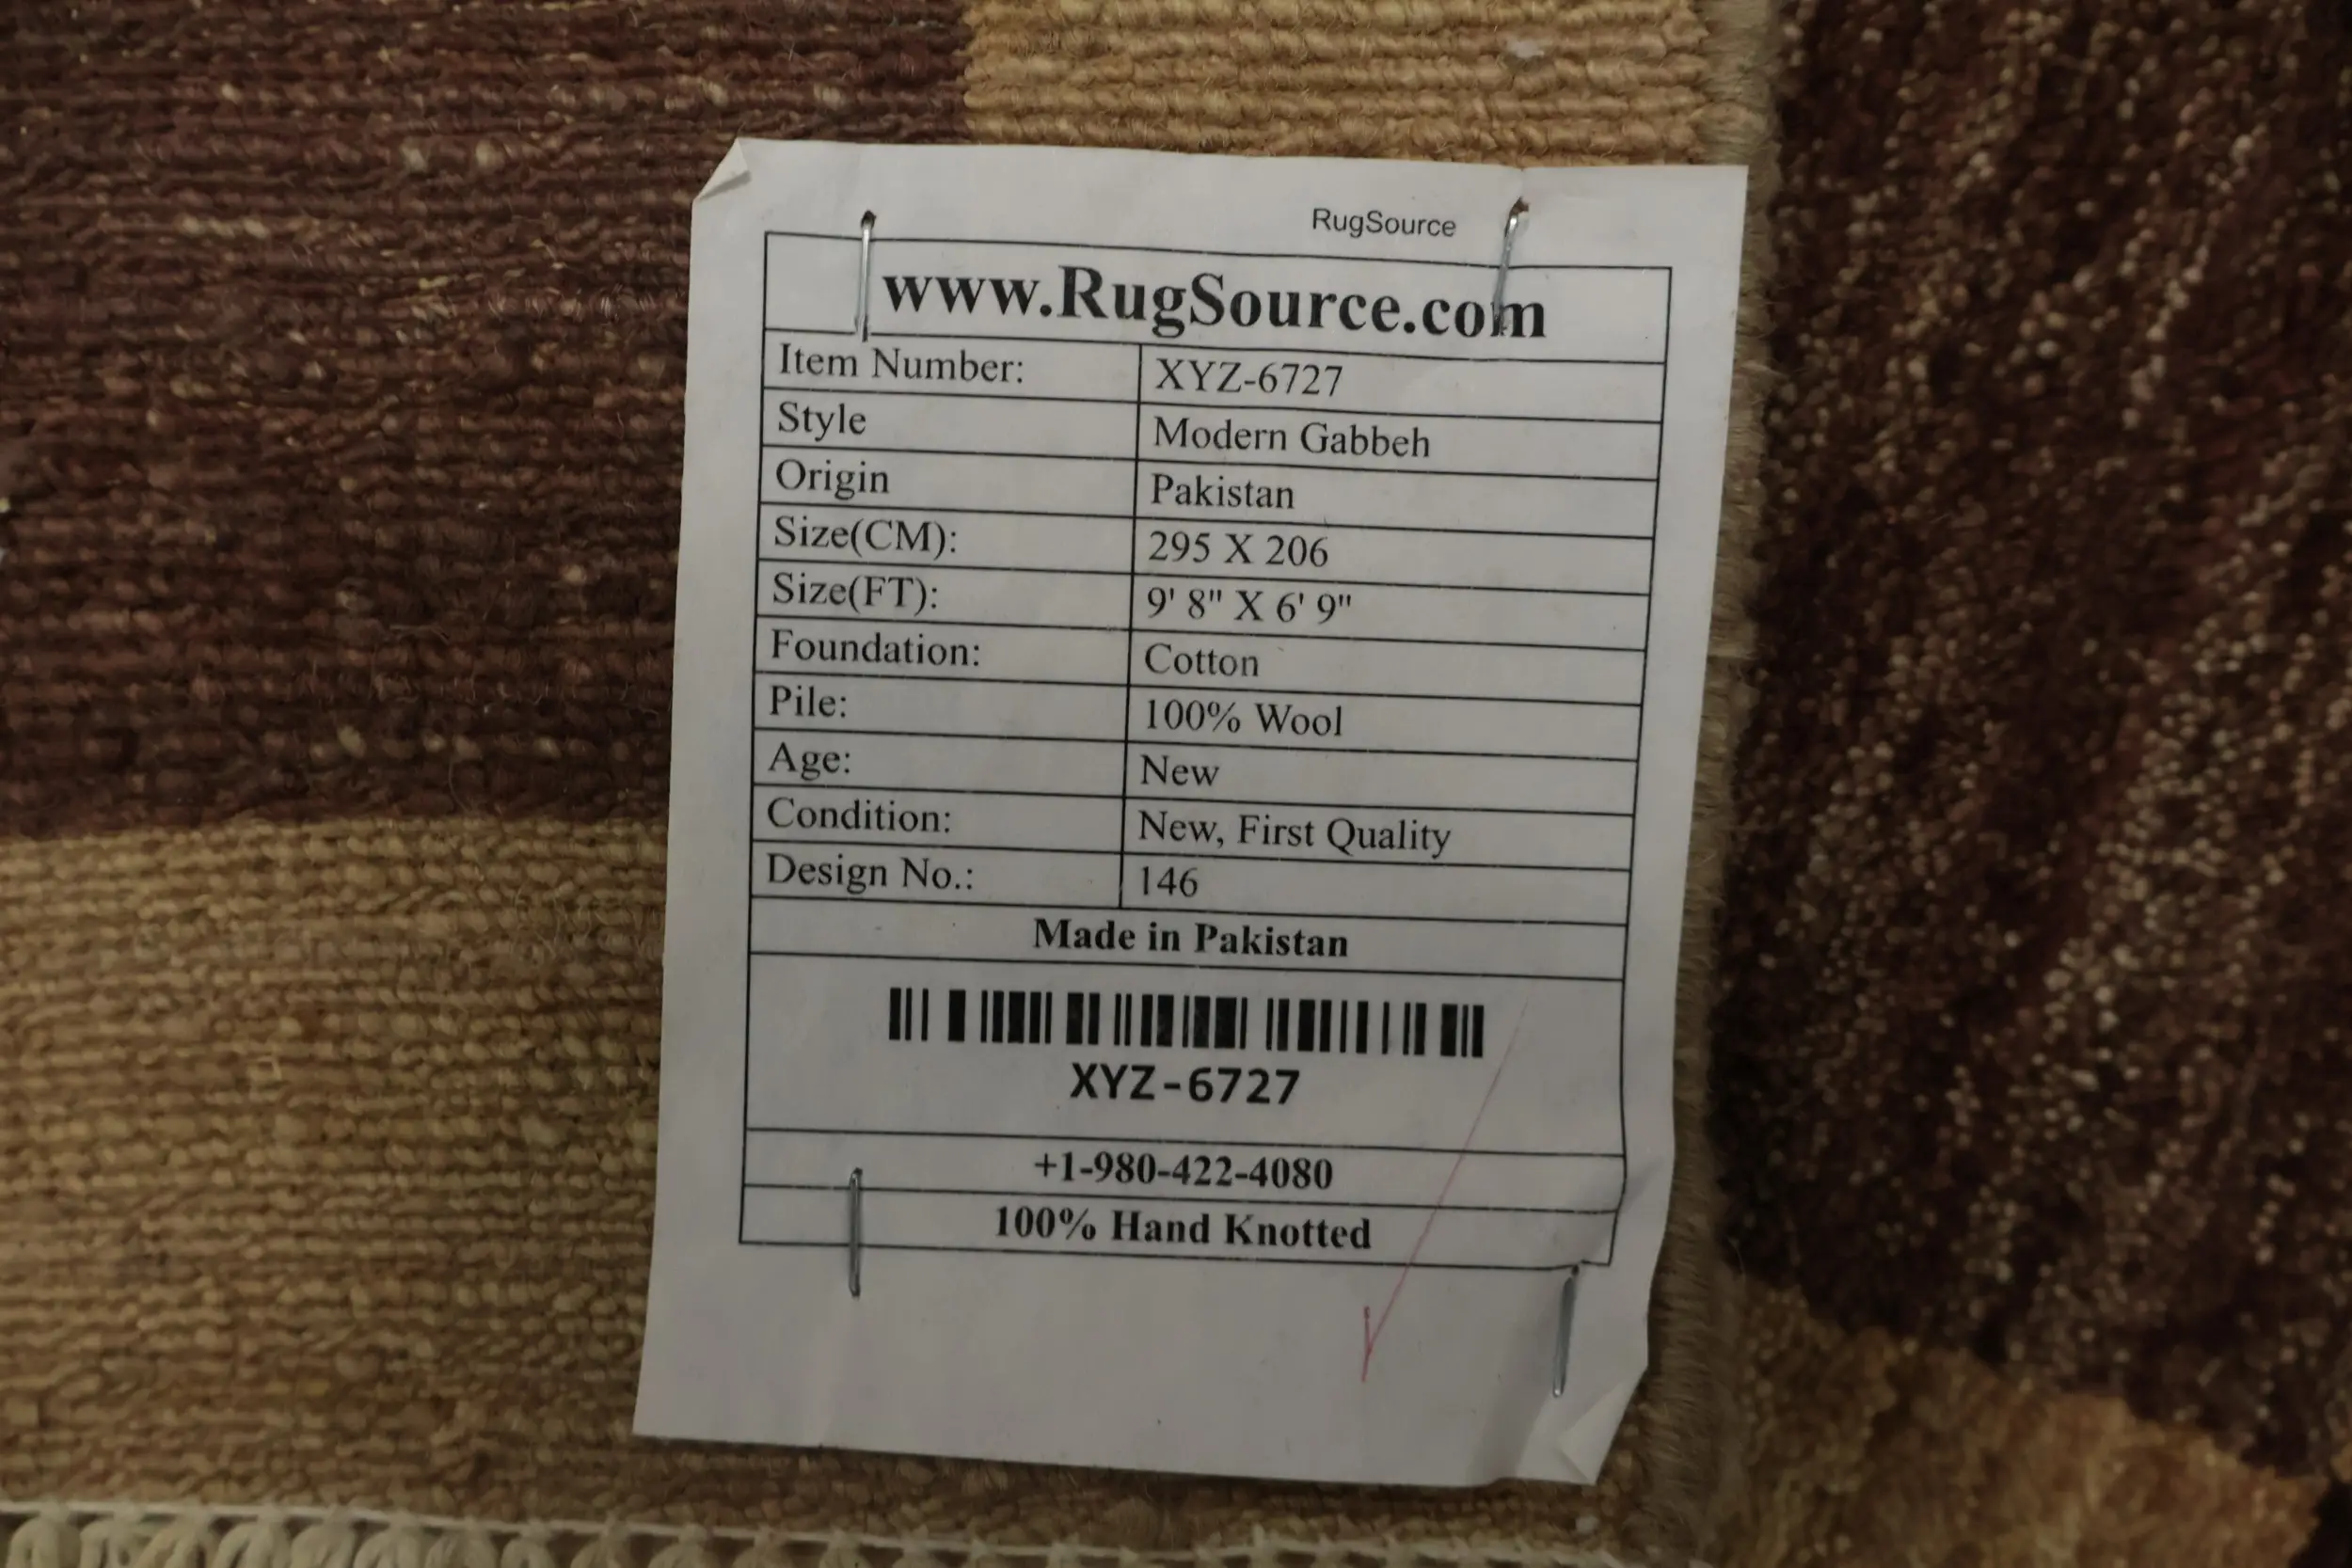 RugSource
www.RugSource.com
Item Number: XYZ-6727
Style Modern Gabbeh
Origin Pakistan
Size(CM): 295 X 206
Size(FT): 9' 8" X 6' 9"
Foundation: Cotton
Pile: 100% Wool
Age: New
Condition: New, First Quality
Design No.: 146
Made in Pakistan
XYZ-6727
+1-980-422-4080
100% Hand Knotted